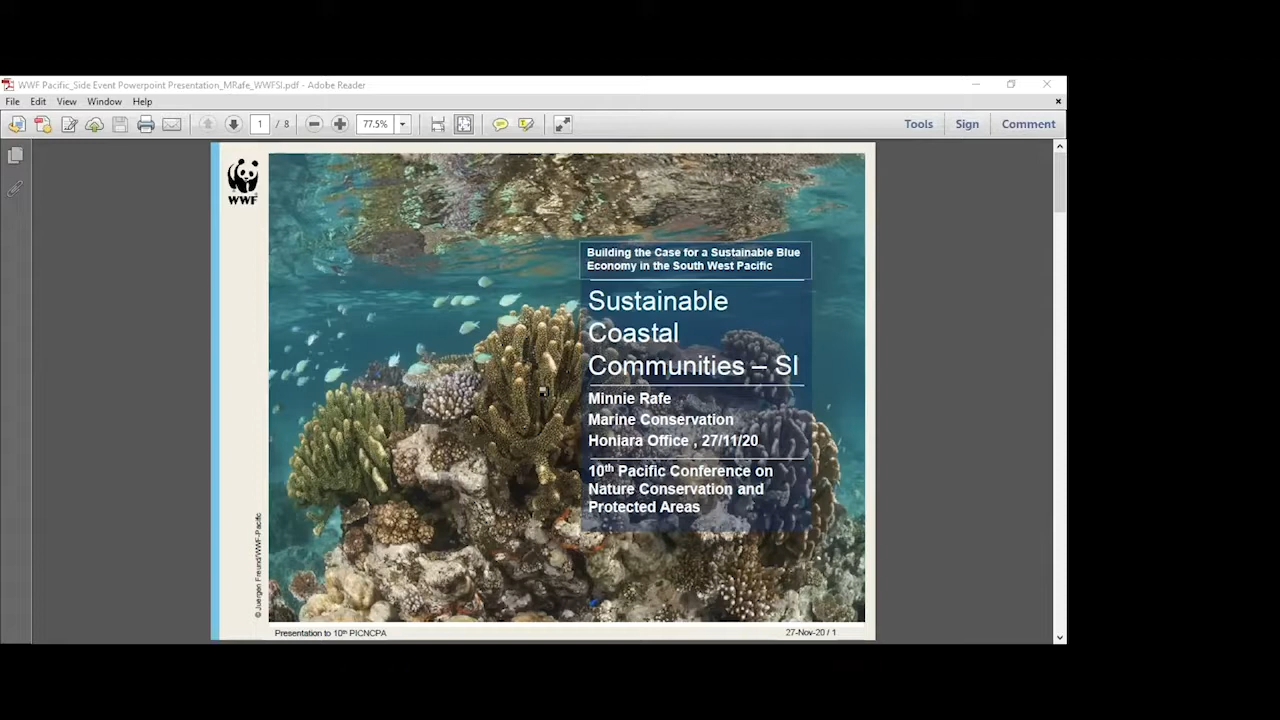 WWF Pacific_Side Event Powerpoint Presentation_MRafe_WWFSI.pdf - Adobe Reader
File Edit View Window Help
1 / 8 77.5% Tools Sign Comment
WWF
Building the Case for a Sustainable Blue
Economy in the South West Pacific
Sustainable
Coastal
Communities – SI
Minnie Rafe
Marine Conservation
Honiara Office , 27/11/20
10th Pacific Conference on
Nature Conservation and
Protected Areas
© Juergen Freund/WWF-Pacific
Presentation to 10th PICNCPA 27-Nov-20 / 1